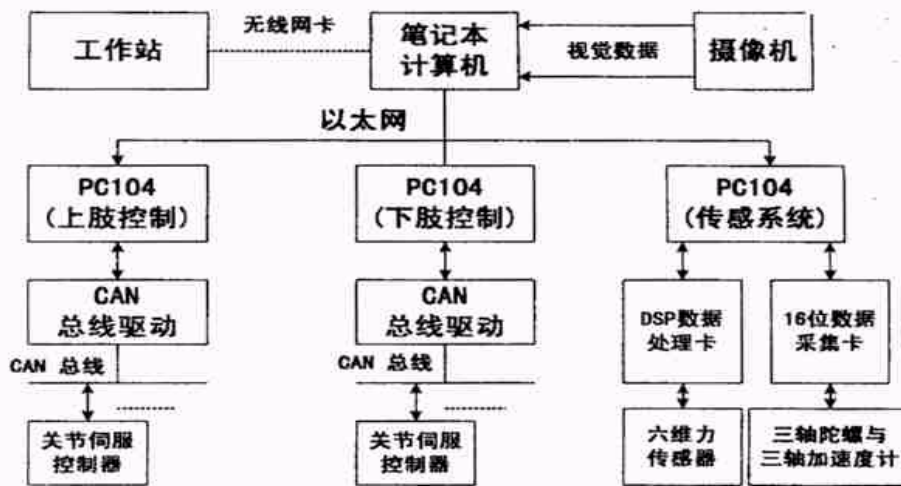 工作站
无线网卡
笔记本
计算机
视觉数据
摄像机
以太网
PC104
(上肢控制)
PC104
(下肢控制)
PC104
(传感系统)
CAN
总线驱动
CAN
总线驱动
DSP数据
处理卡
16位数据
采集卡
CAN 总线
CAN 总线
关节伺服
控制器
关节伺服
控制器
六维力
传感器
三轴陀螺与
三轴加速度计